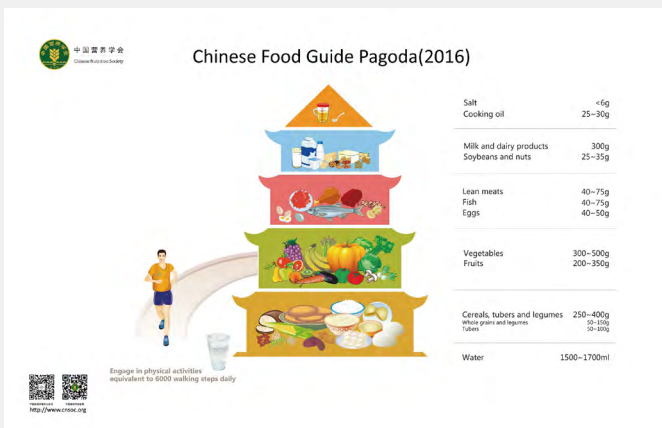 中国营养学会
Chinese Nutrition Society
Chinese Food Guide Pagoda(2016)
Salt <6g
Cooking oil 25~30g
Milk and dairy products 300g
Soybeans and nuts 25~35g
Lean meats 40~75g
Fish 40~75g
Eggs 40~50g
Vegetables 300~500g
Fruits 200~350g
Cereals, tubers and legumes 250~400g
Whole grains and legumes 50~150g
Tubers 50~100g
Water 1500~1700ml
Engage in physical activities
equivalent to 6000 walking steps daily
http://www.cnsoc.org